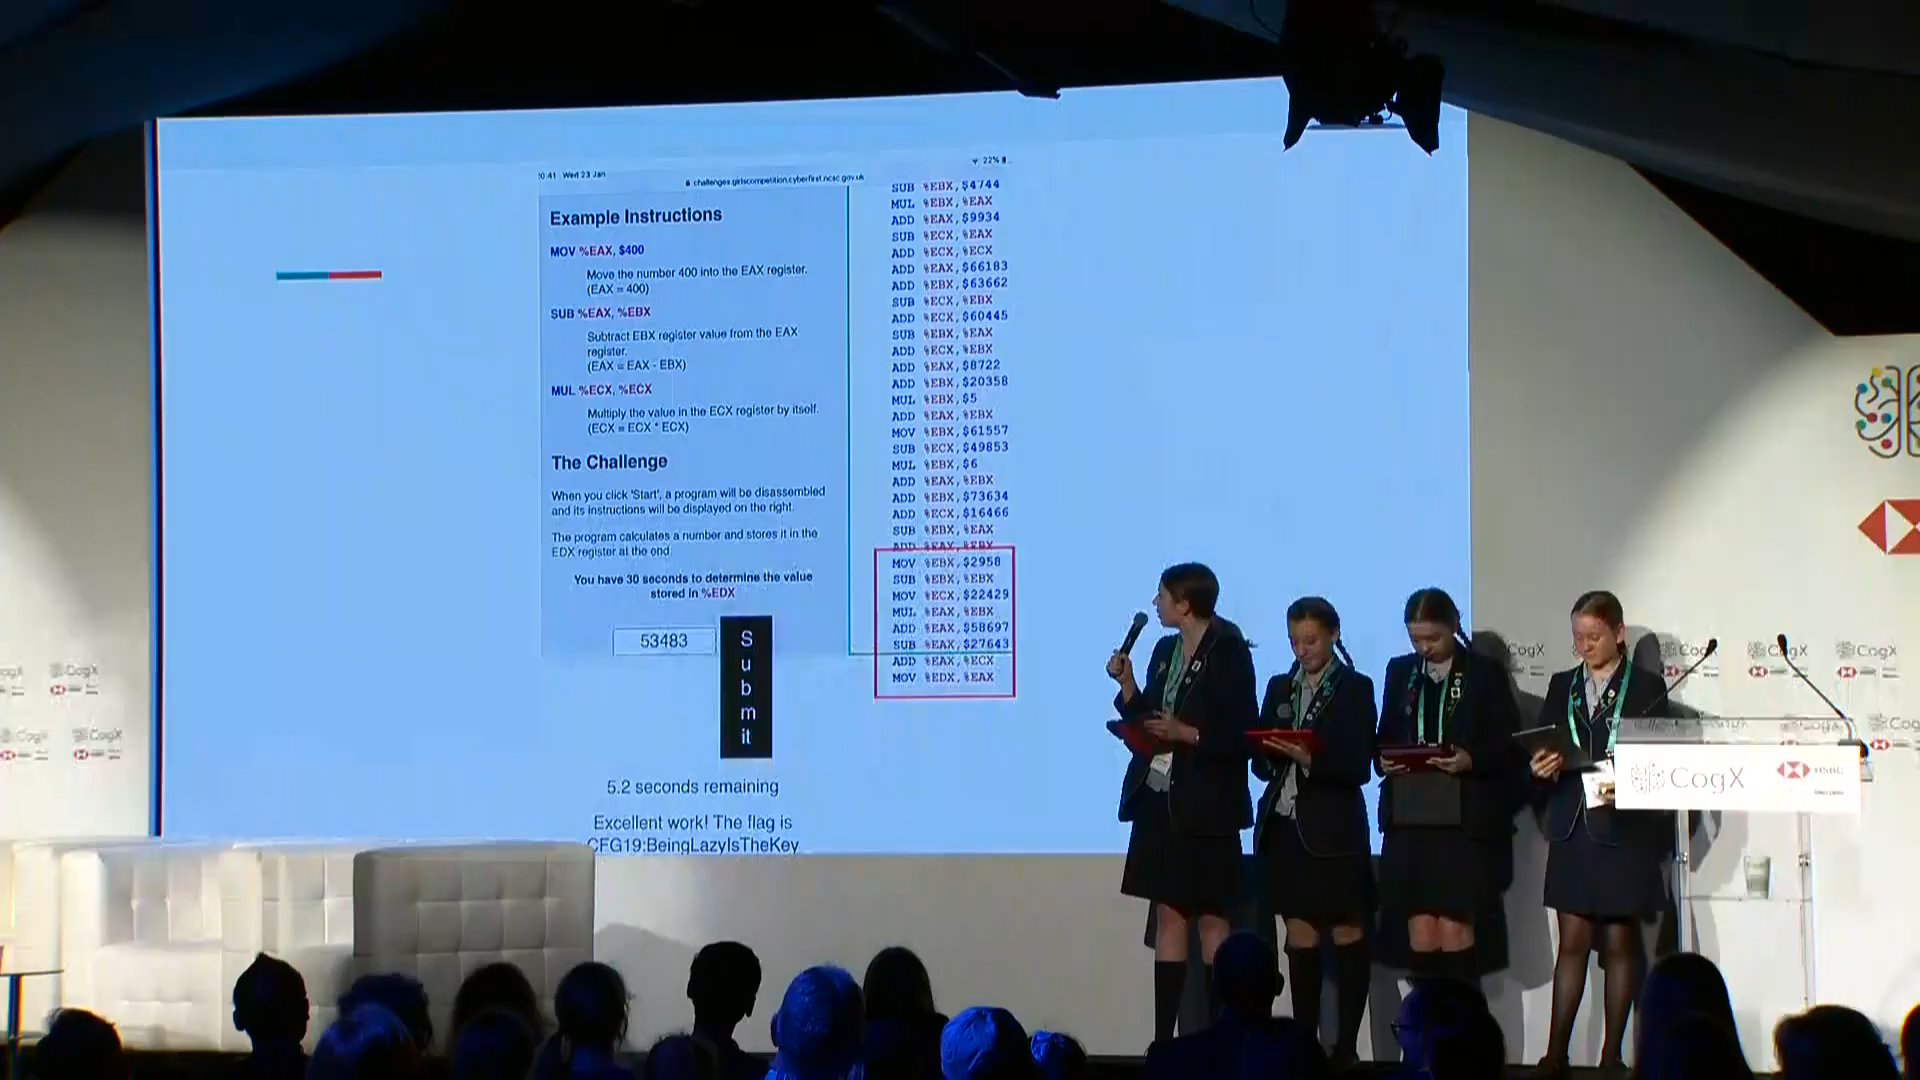 10:41 Wed 23 Jan
challenges.girlscompetition.cyberfirst.ncsc.gov.uk
22%
Example Instructions
MOV %EAX, $400
Move the number 400 into the EAX register.
(EAX = 400)
SUB %EAX, %EBX
Subtract EBX register value from the EAX
register.
(EAX = EAX - EBX)
MUL %ECX, %ECX
Multiply the value in the ECX register by itself.
(ECX = ECX * ECX)
The Challenge
When you click 'Start', a program will be disassembled
and its instructions will be displayed on the right.
The program calculates a number and stores it in the
EDX register at the end.
You have 30 seconds to determine the value
stored in %EDX
53483
Submit
5.2 seconds remaining
Excellent work! The flag is
CFG19:BeingLazyIsTheKey
SUB %EBX,$4744
MUL %EBX,%EAX
ADD %EAX,$9934
SUB %ECX,%EAX
ADD %ECX,%ECX
ADD %EAX,$66183
ADD %EBX,$63662
SUB %ECX,%EBX
ADD %ECX,$60445
SUB %EBX,%EAX
ADD %ECX,%EBX
ADD %EAX,$8722
ADD %EBX,$20358
MUL %EBX,$5
ADD %EAX,%EBX
MOV %EBX,$61557
SUB %ECX,$49853
MUL %EBX,$6
ADD %EAX,%EBX
ADD %EBX,$73634
ADD %ECX,$16466
SUB %EBX,%EAX
ADD %EAX,%EBX
MOV %EBX,$2958
SUB %EBX,%EBX
MOV %ECX,$22429
MUL %EAX,%EBX
ADD %EAX,$58697
SUB %EAX,$27643
ADD %EAX,%ECX
MOV %EDX,%EAX
CogX
CogX
CogX
CogX
CogX
CogX
CogX HSBC